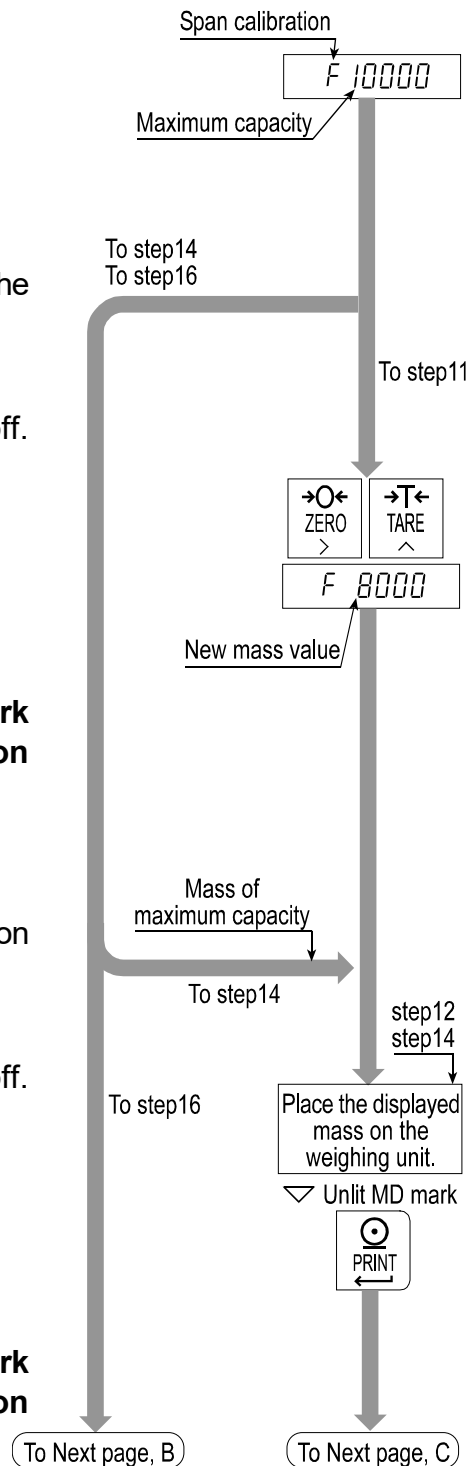 Span calibration
F 10000
Maximum capacity
To step14
To step16
he
To step11
ff.
→O← →T←
ZERO TARE
> ^
F 8000
New mass value
rk
on
Mass of
maximum capacity
on
To step14
step12
step14
ff.
To step16
Place the displayed
mass on the
weighing unit.
▽ Unlit MD mark
PRINT
rk
on
To Next page, B
To Next page, C